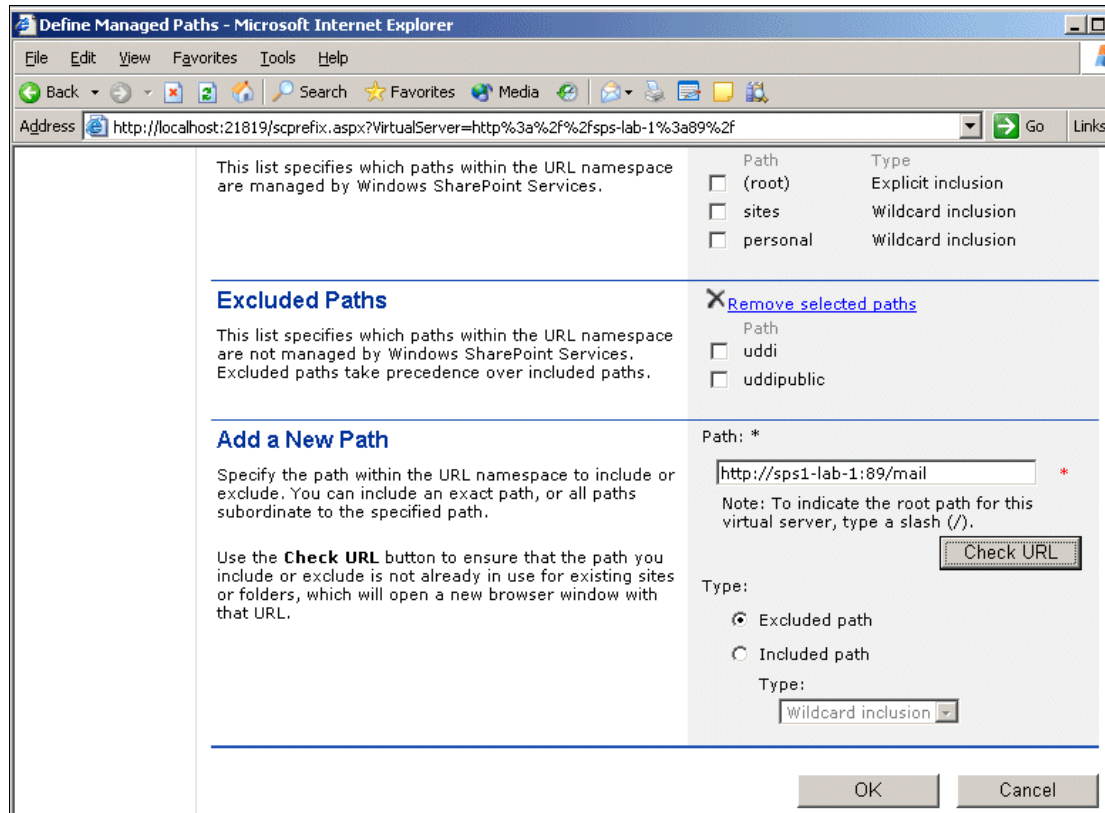 Define Managed Paths - Microsoft Internet Explorer
File Edit View Favorites Tools Help
Back Search Favorites Media
Address http://localhost:21819/scprefix.aspx?VirtualServer=http%3a%2f%2fsps-lab-1%3a89%2f Go Links
This list specifies which paths within the URL namespace
are managed by Windows SharePoint Services.
Path Type
(root) Explicit inclusion
sites Wildcard inclusion
personal Wildcard inclusion
Excluded Paths
This list specifies which paths within the URL namespace
are not managed by Windows SharePoint Services.
Excluded paths take precedence over included paths.
Remove selected paths
Path
uddi
uddipublic
Add a New Path
Specify the path within the URL namespace to include or
exclude. You can include an exact path, or all paths
subordinate to the specified path.
Use the Check URL button to ensure that the path you
include or exclude is not already in use for existing sites
or folders, which will open a new browser window with
that URL.
Path: *
http://sps1-lab-1:89/mail *
Note: To indicate the root path for this
virtual server, type a slash (/).
Check URL
Type:
Excluded path
Included path
Type:
Wildcard inclusion
OK Cancel